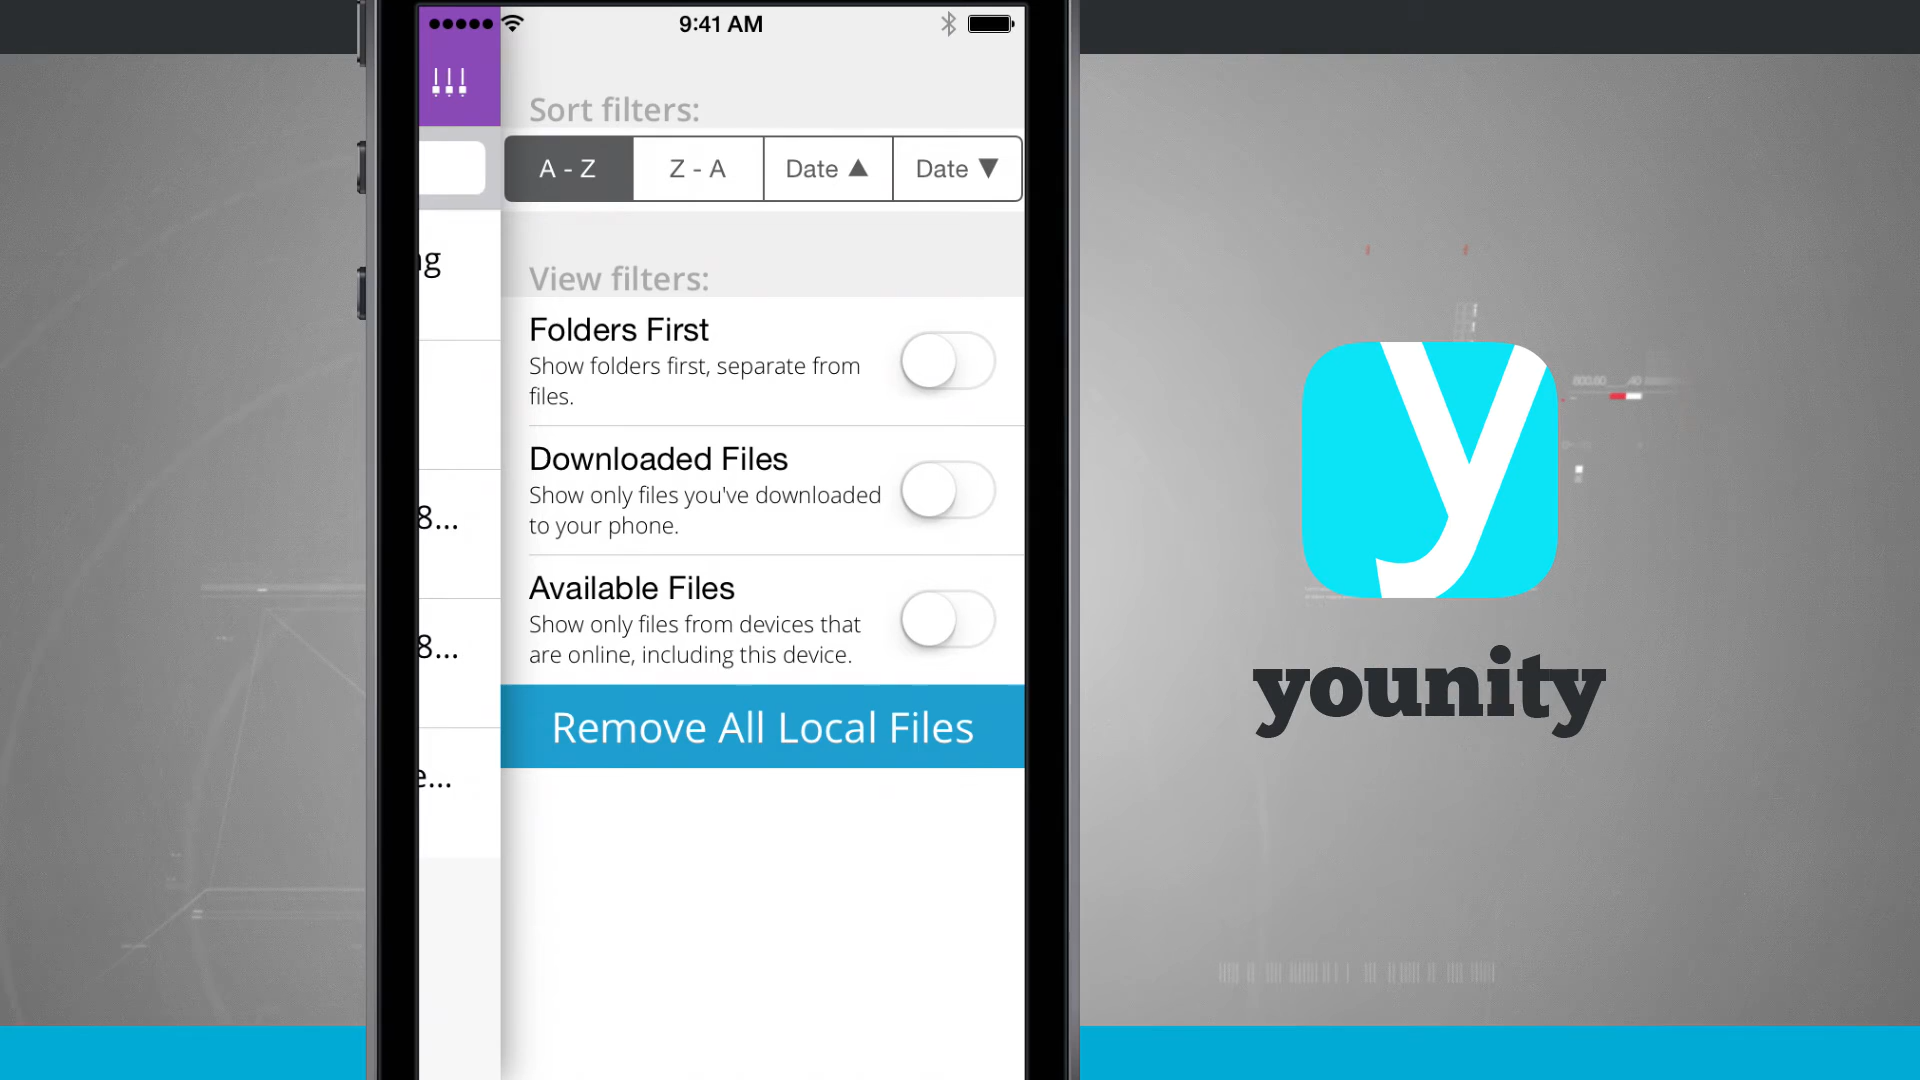 9:41 AM
Sort filters:
A - Z
Z - A
Date ▲
Date ▼
View filters:
Folders First
Show folders first, separate from
files.
Downloaded Files
Show only files you've downloaded
to your phone.
Available Files
Show only files from devices that
are online, including this device.
Remove All Local Files
8...
8...
e...
y
younity